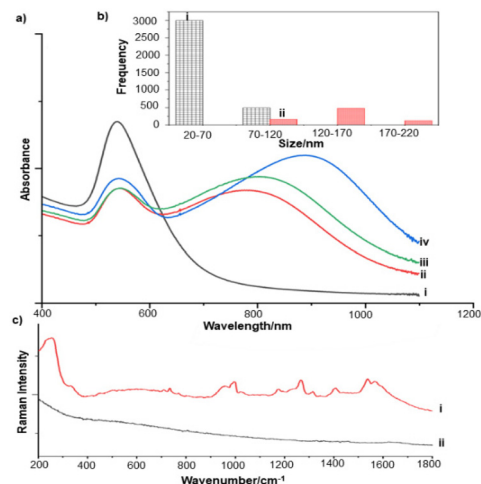 a)
b)
Frequency
3000
2500
2000
1500
1000
500
0
i
ii
20-70
70-120
120-170
170-220
Size/nm
Absorbance
iv
iii
ii
i
400
600
800
1000
1200
Wavelength/nm
c)
Raman Intensity
i
ii
200
400
600
800
1000
1200
1400
1600
1800
Wavenumber/cm⁻¹